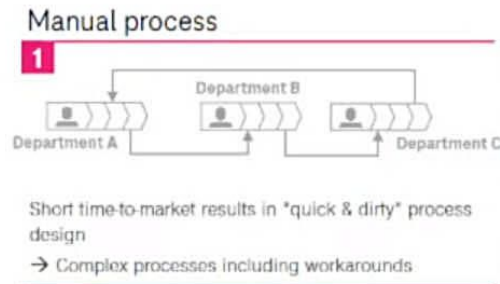 Manual process
1
Department B
Department A
Department C
Short time-to-market results in "quick & dirty" process
design
→ Complex processes including workarounds